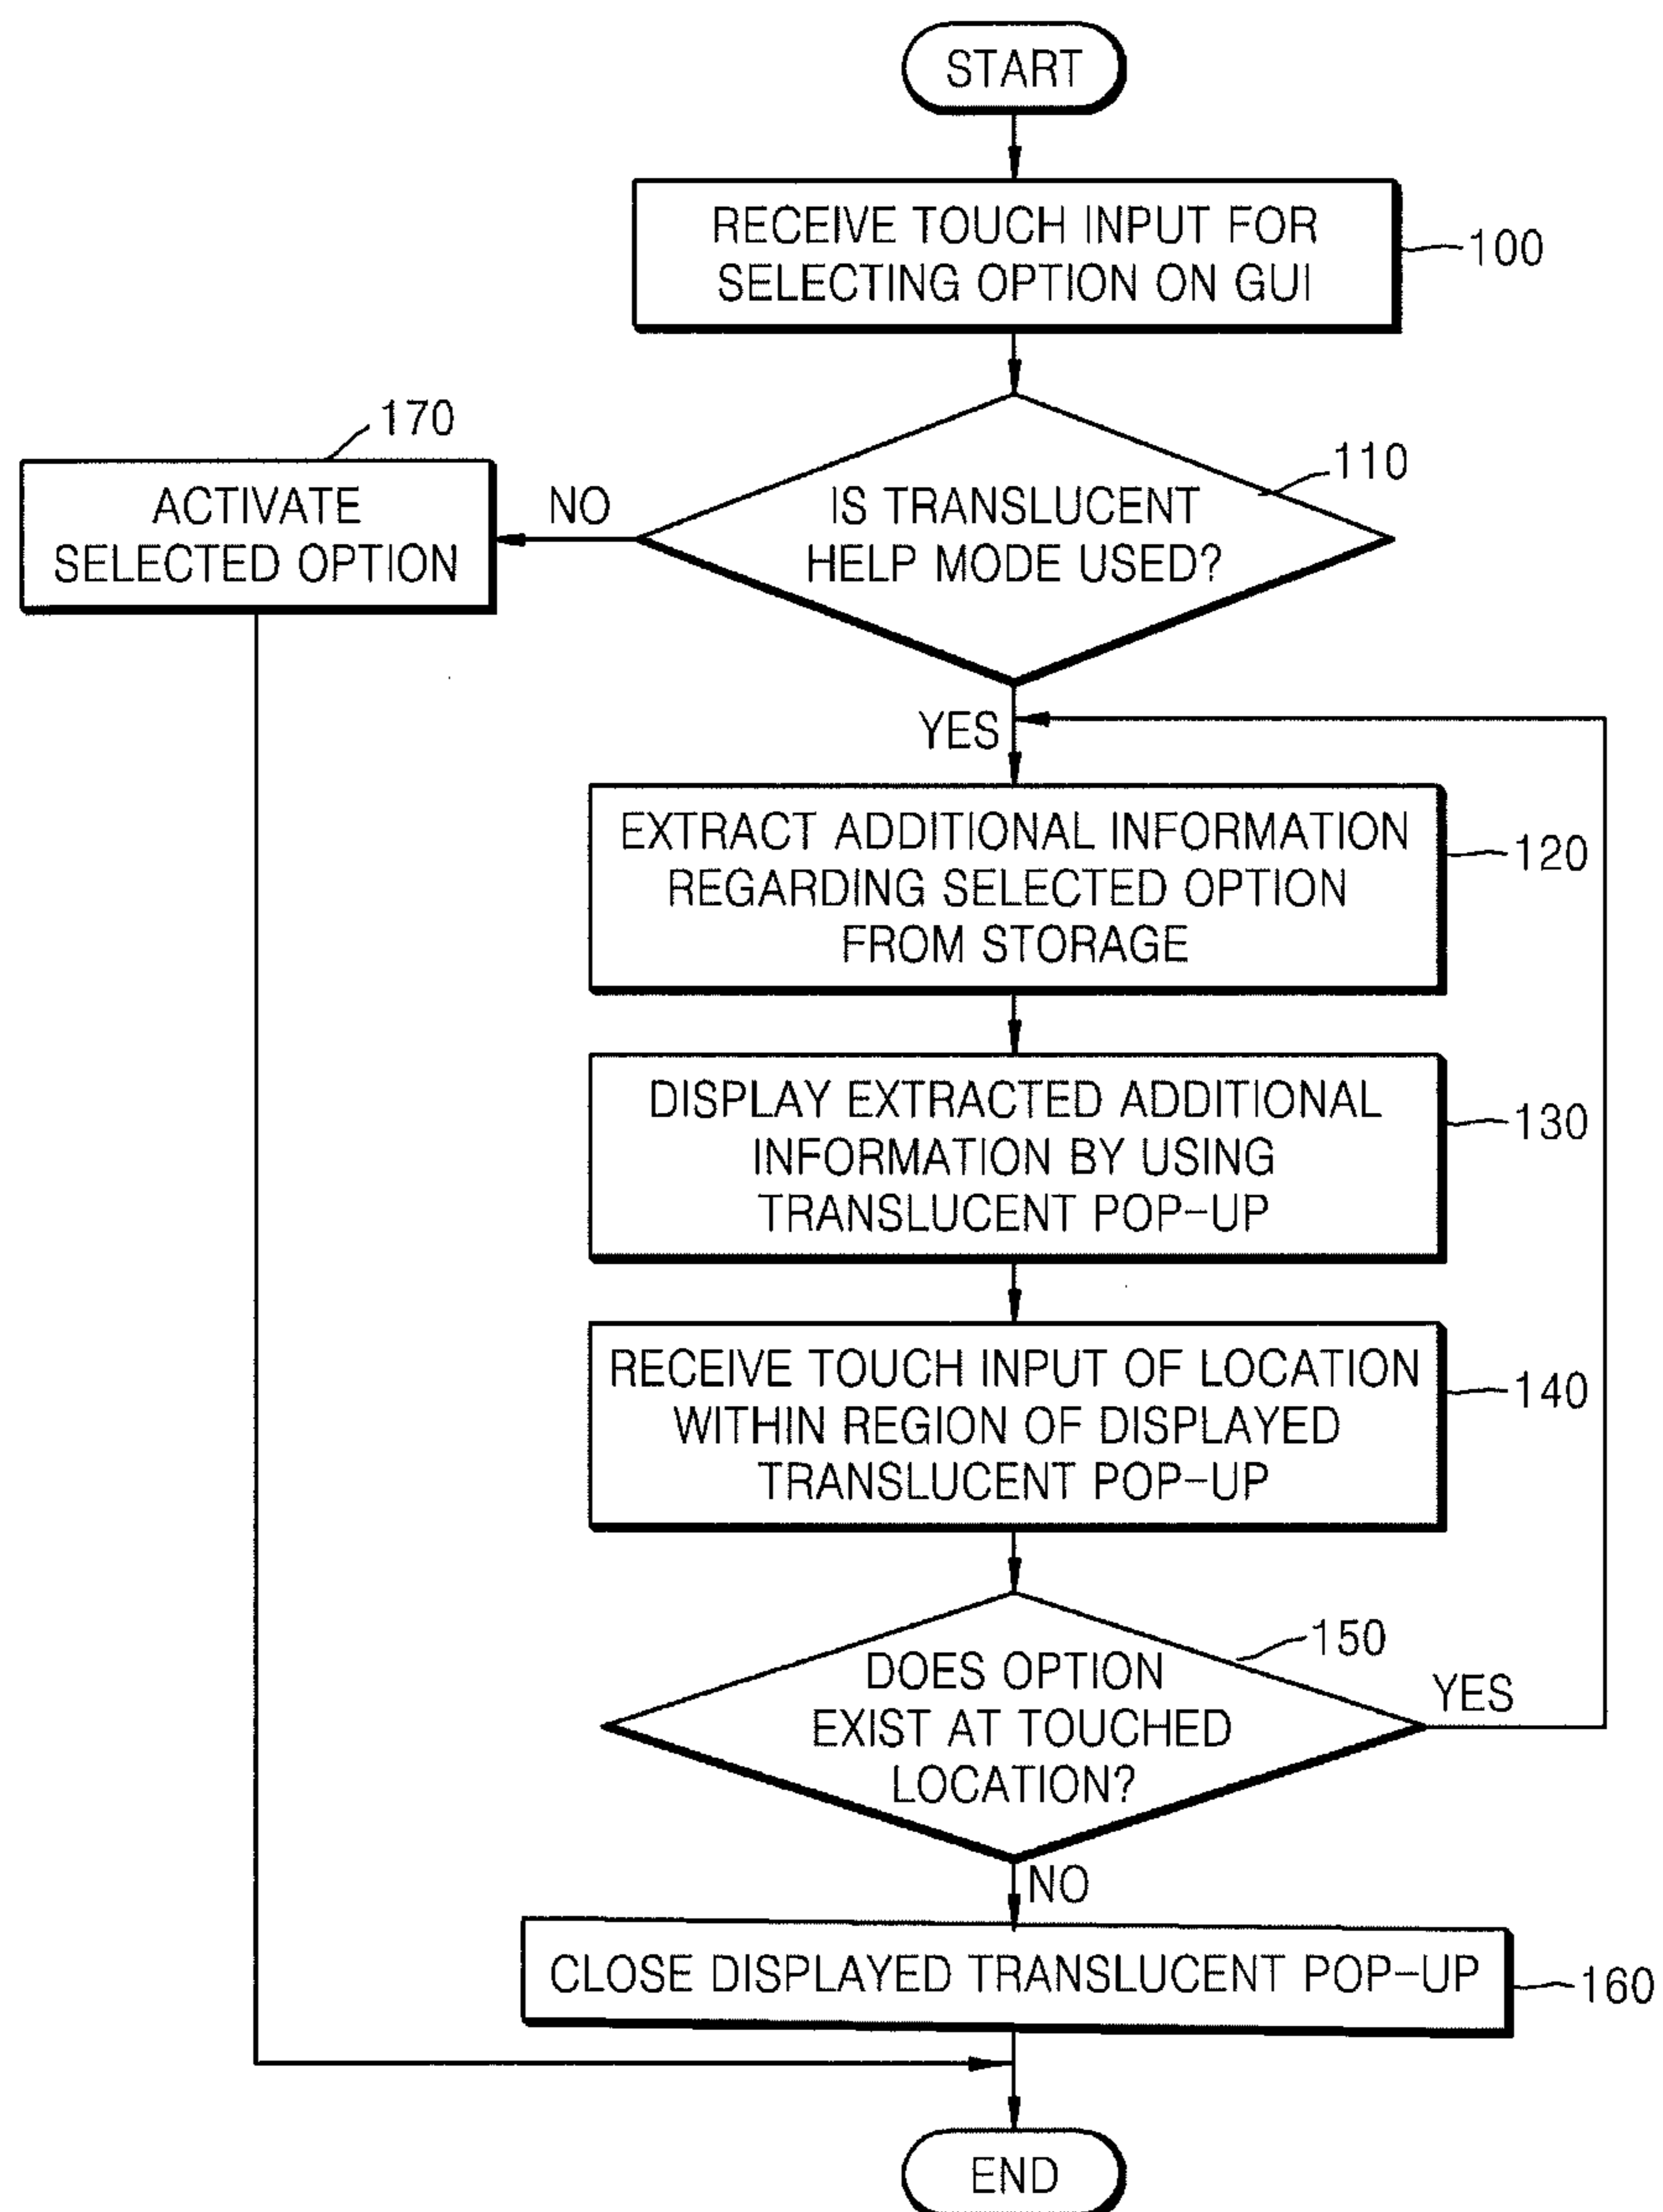 START
RECEIVE TOUCH INPUT FOR
SELECTING OPTION ON GUI
100
170
110
ACTIVATE
SELECTED OPTION
NO
IS TRANSLUCENT
HELP MODE USED?
YES
EXTRACT ADDITIONAL INFORMATION
REGARDING SELECTED OPTION
FROM STORAGE
120
DISPLAY EXTRACTED ADDITIONAL
INFORMATION BY USING
TRANSLUCENT POP-UP
130
RECEIVE TOUCH INPUT OF LOCATION
WITHIN REGION OF DISPLAYED
TRANSLUCENT POP-UP
140
150
DOES OPTION
EXIST AT TOUCHED
LOCATION?
YES
NO
CLOSE DISPLAYED TRANSLUCENT POP-UP
160
END